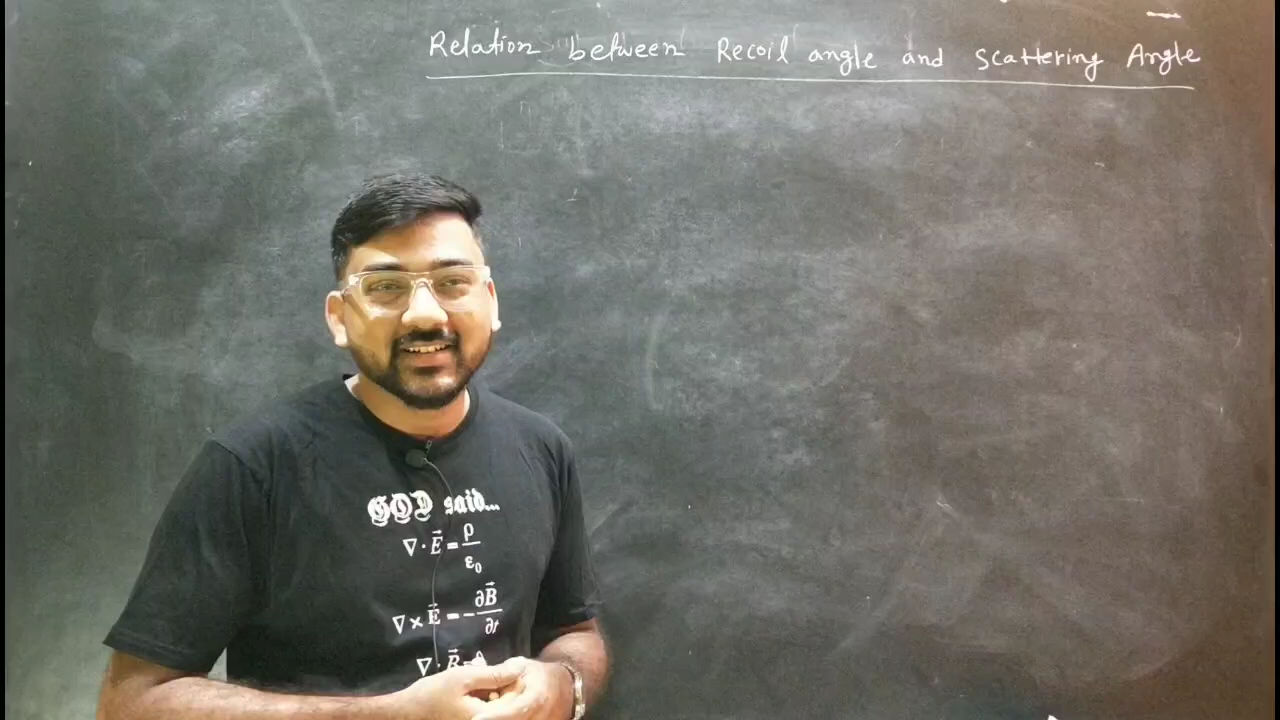 Relation between Recoil angle and Scattering Angle
GOD said...
∇ · E⃗ = ρ/ε₀
∇ × E⃗ = − ∂B⃗/∂t
∇ · B⃗ =